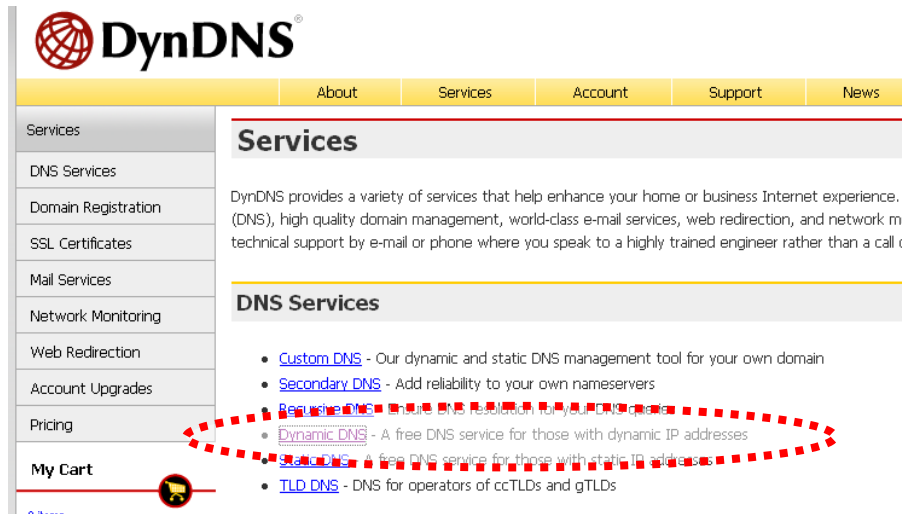 DynDNS®
About Services Account Support News
Services
DNS Services
Domain Registration
SSL Certificates
Mail Services
Network Monitoring
Web Redirection
Account Upgrades
Pricing
My Cart
Services
DynDNS provides a variety of services that help enhance your home or business Internet experience.
(DNS), high quality domain management, world-class e-mail services, web redirection, and network m
technical support by e-mail or phone where you speak to a highly trained engineer rather than a call
DNS Services
• Custom DNS - Our dynamic and static DNS management tool for your own domain
• Secondary DNS - Add reliability to your own nameservers
• Recursive DNS - Ensure DNS resolution for your DNS queries
• Dynamic DNS - A free DNS service for those with dynamic IP addresses
• Static DNS - A free DNS service for those with static IP addresses
• TLD DNS - DNS for operators of ccTLDs and gTLDs